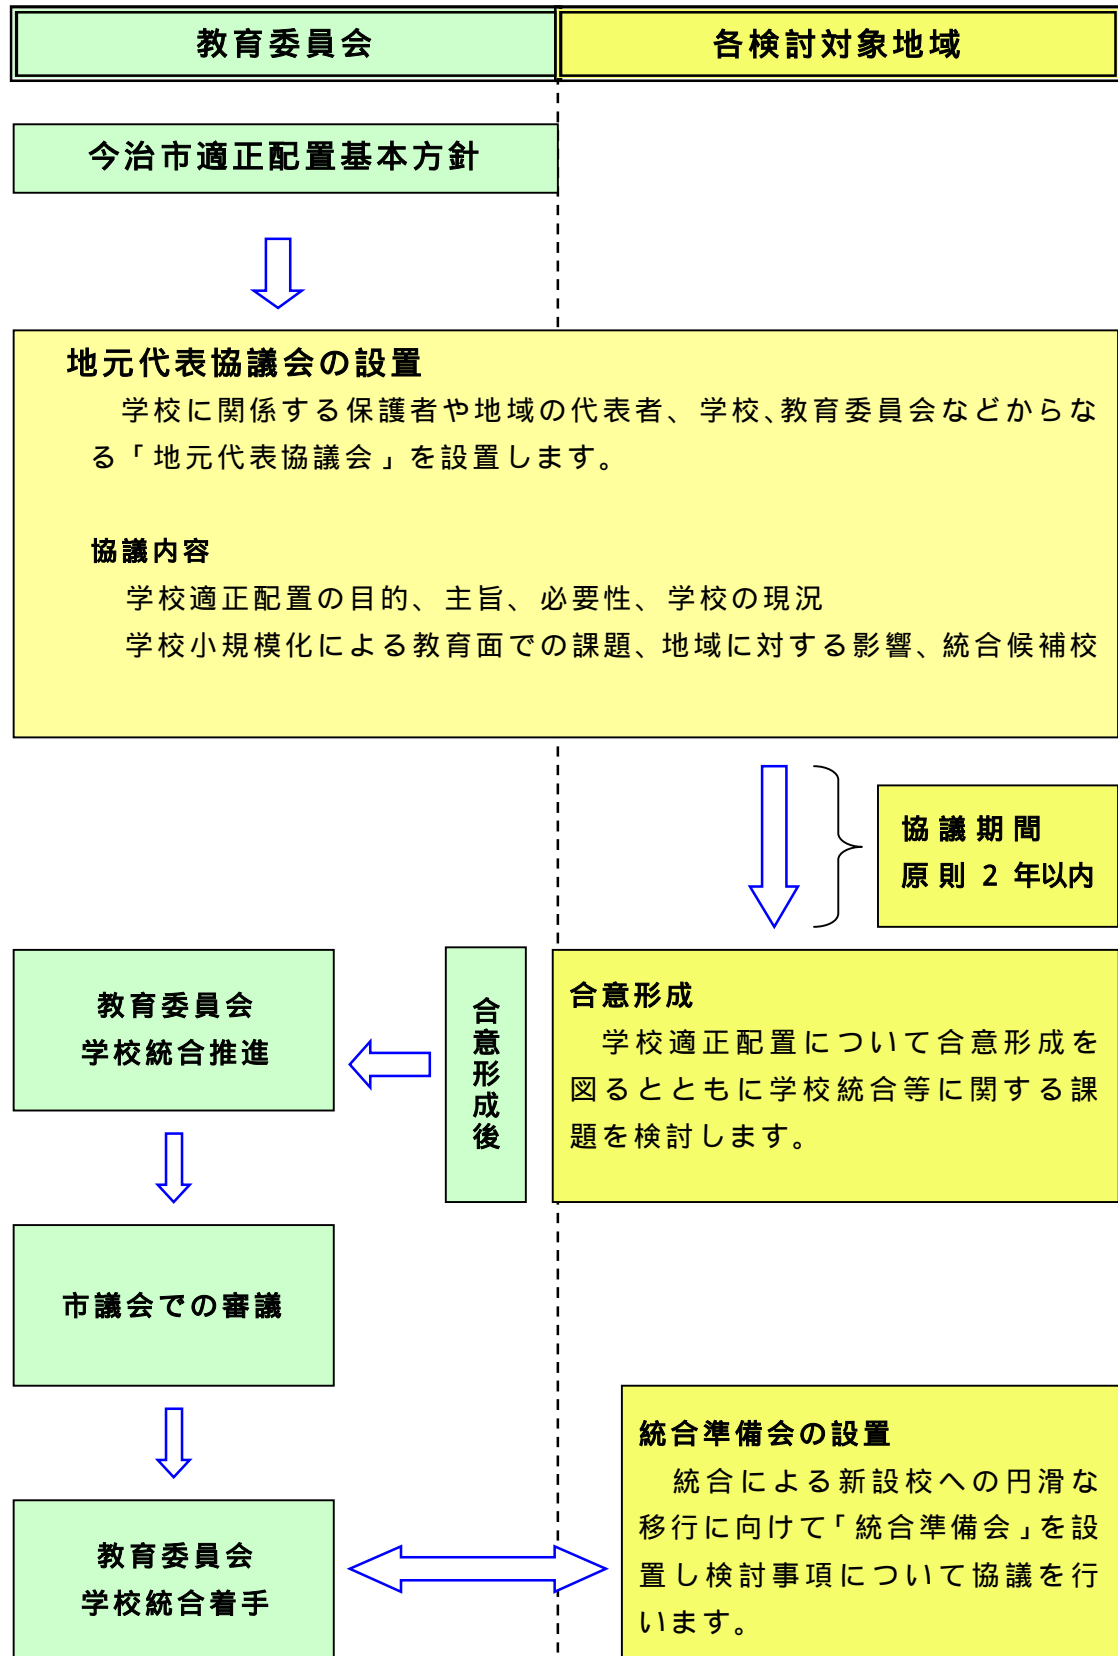 教育委員会
各検討対象地域
今治市適正配置基本方針
地元代表協議会の設置
学校に関係する保護者や地域の代表者、学校、教育委員会などからな
る「地元代表協議会」を設置します。
協議内容
学校適正配置の目的、主旨、必要性、学校の現況
学校小規模化による教育面での課題、地域に対する影響、統合候補校
協議期間
原則２年以内
合意形成
学校適正配置について合意形成を
図るとともに学校統合等に関する課
題を検討します。
合意形成後
教育委員会
学校統合推進
市議会での審議
教育委員会
学校統合着手
統合準備会の設置
統合による新設校への円滑な
移行に向けて「統合準備会」を設
置し検討事項について協議を行
います。